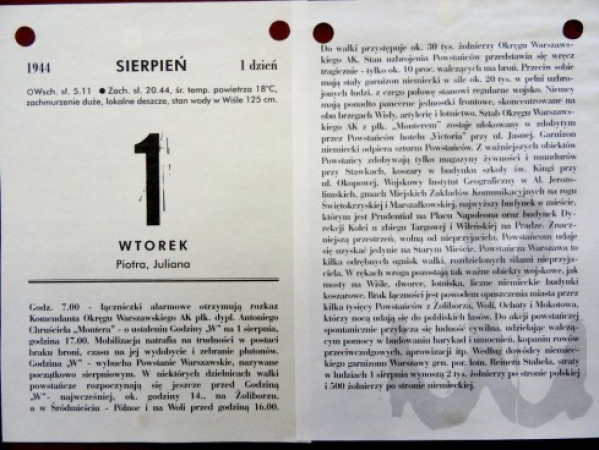 1944 SIERPIEŃ 1 dzień
Wsch. sł. 5.11 ● Zach. sł. 20.44, śr. temp. powietrza 18°C,
zachmurzenie duże, lokalne deszcze, stan wody w Wiśle 125 cm.
1
WTOREK
Piotra, Juliana
Godz. 7.00 - łączniczki alarmowe otrzymują rozkaz
Komendanta Okręgu Warszawskiego AK płk. dypl. Antoniego
Chruściela „Montera" - o ustaleniu Godziny „W" na 1 sierpnia,
godzina 17.00. Mobilizacja natrafia na trudności w postaci
braku broni, czasu na jej wydobycie i zebranie plutonów.
Godzina „W" - wybucha Powstanie Warszawskie, nazywane
początkowo sierpniowym. W niektórych dzielnicach walki
powstańcze rozpoczynają się jeszcze przed Godziną
„W"- najwcześniej, ok. godziny 14., na Żoliborzu,
a w Śródmieściu - Północe i na Woli przed godziną 16.00.
Do walki przystępuje ok. 30 tys. żołnierzy Okręgu Warszaws-
kiego AK. Stan uzbrojenia Powstańców przedstawia się wręcz
tragicznie - tylko ok. 10 proc. walczących ma broń. Przeciw sobie
mają stały garnizon niemiecki w sile ok. 20 tys. w pełni uzbro-
jonych ludzi, z czego połowę stanowi regularne wojsko. Niemcy
mają ponadto pancerne jednostki frontowe, skoncentrowane na
obu brzegach Wisły, artylerię i lotnictwo. Sztab Okręgu Warszaws-
kiego AK z płk. „Monterem" zostaje ulokowany w zdobytym
przez Powstańców hotelu „Victoria" przy ul. Jasnej. Garnizon
niemiecki odpiera szturm Powstańców. Z ważniejszych obiektów
Powstańcy zdobywają tylko magazyny żywności i mundurów
przy Stawkach, koszary w budynku szkoły św. Kingi przy
ul. Okopowej, Wojskowy Instytut Geograficzny w Al. Jerozo-
limskich, gmach Miejskich Zakładów Komunikacyjnych na rogu
Świętokrzyskiej i Marszałkowskiej, najwyższy budynek w mieście,
którym jest Prudential na Placu Napoleona oraz budynek Dy-
rekcji Kolei u zbiegu Targowej i Wileńskiej na Pradze. Znacz-
niejszą przestrzeń, wolną od nieprzyjaciela, Powstańcom udaje
się uzyskać jedynie na Starym Mieście. Powstańcza Warszawa to
kilka odrębnych ognisk walki, rozdzielonych siłami nieprzyja-
ciela. W rękach wroga pozostają tak ważne obiekty wojskowe, jak
mosty na Wiśle, dworce, lotniska, liczne niemieckie budynki
koszarowe. Brak łączności jest powodem opuszczenia miasta przez
kilka tysięcy Powstańców z Żoliborza, Woli, Ochoty i Mokotowa,
którzy nocą udają się do pobliskich lasów. Do akcji powstańczej
spontanicznie przyłącza się ludność cywilna, udzielając walczą-
cym pomocy w budowaniu barykad i umocnień, kopaniu rowów
przeciwczołgowych, aprowizacji itp. Według dowódcy niemiec-
kiego garnizonu Warszawy gen. por. lotn. Reinera Stahela, straty
w ludziach 1 sierpnia wynoszą 2 tys. żołnierzy po stronie polskiej
i 500 żołnierzy po stronie niemieckiej.